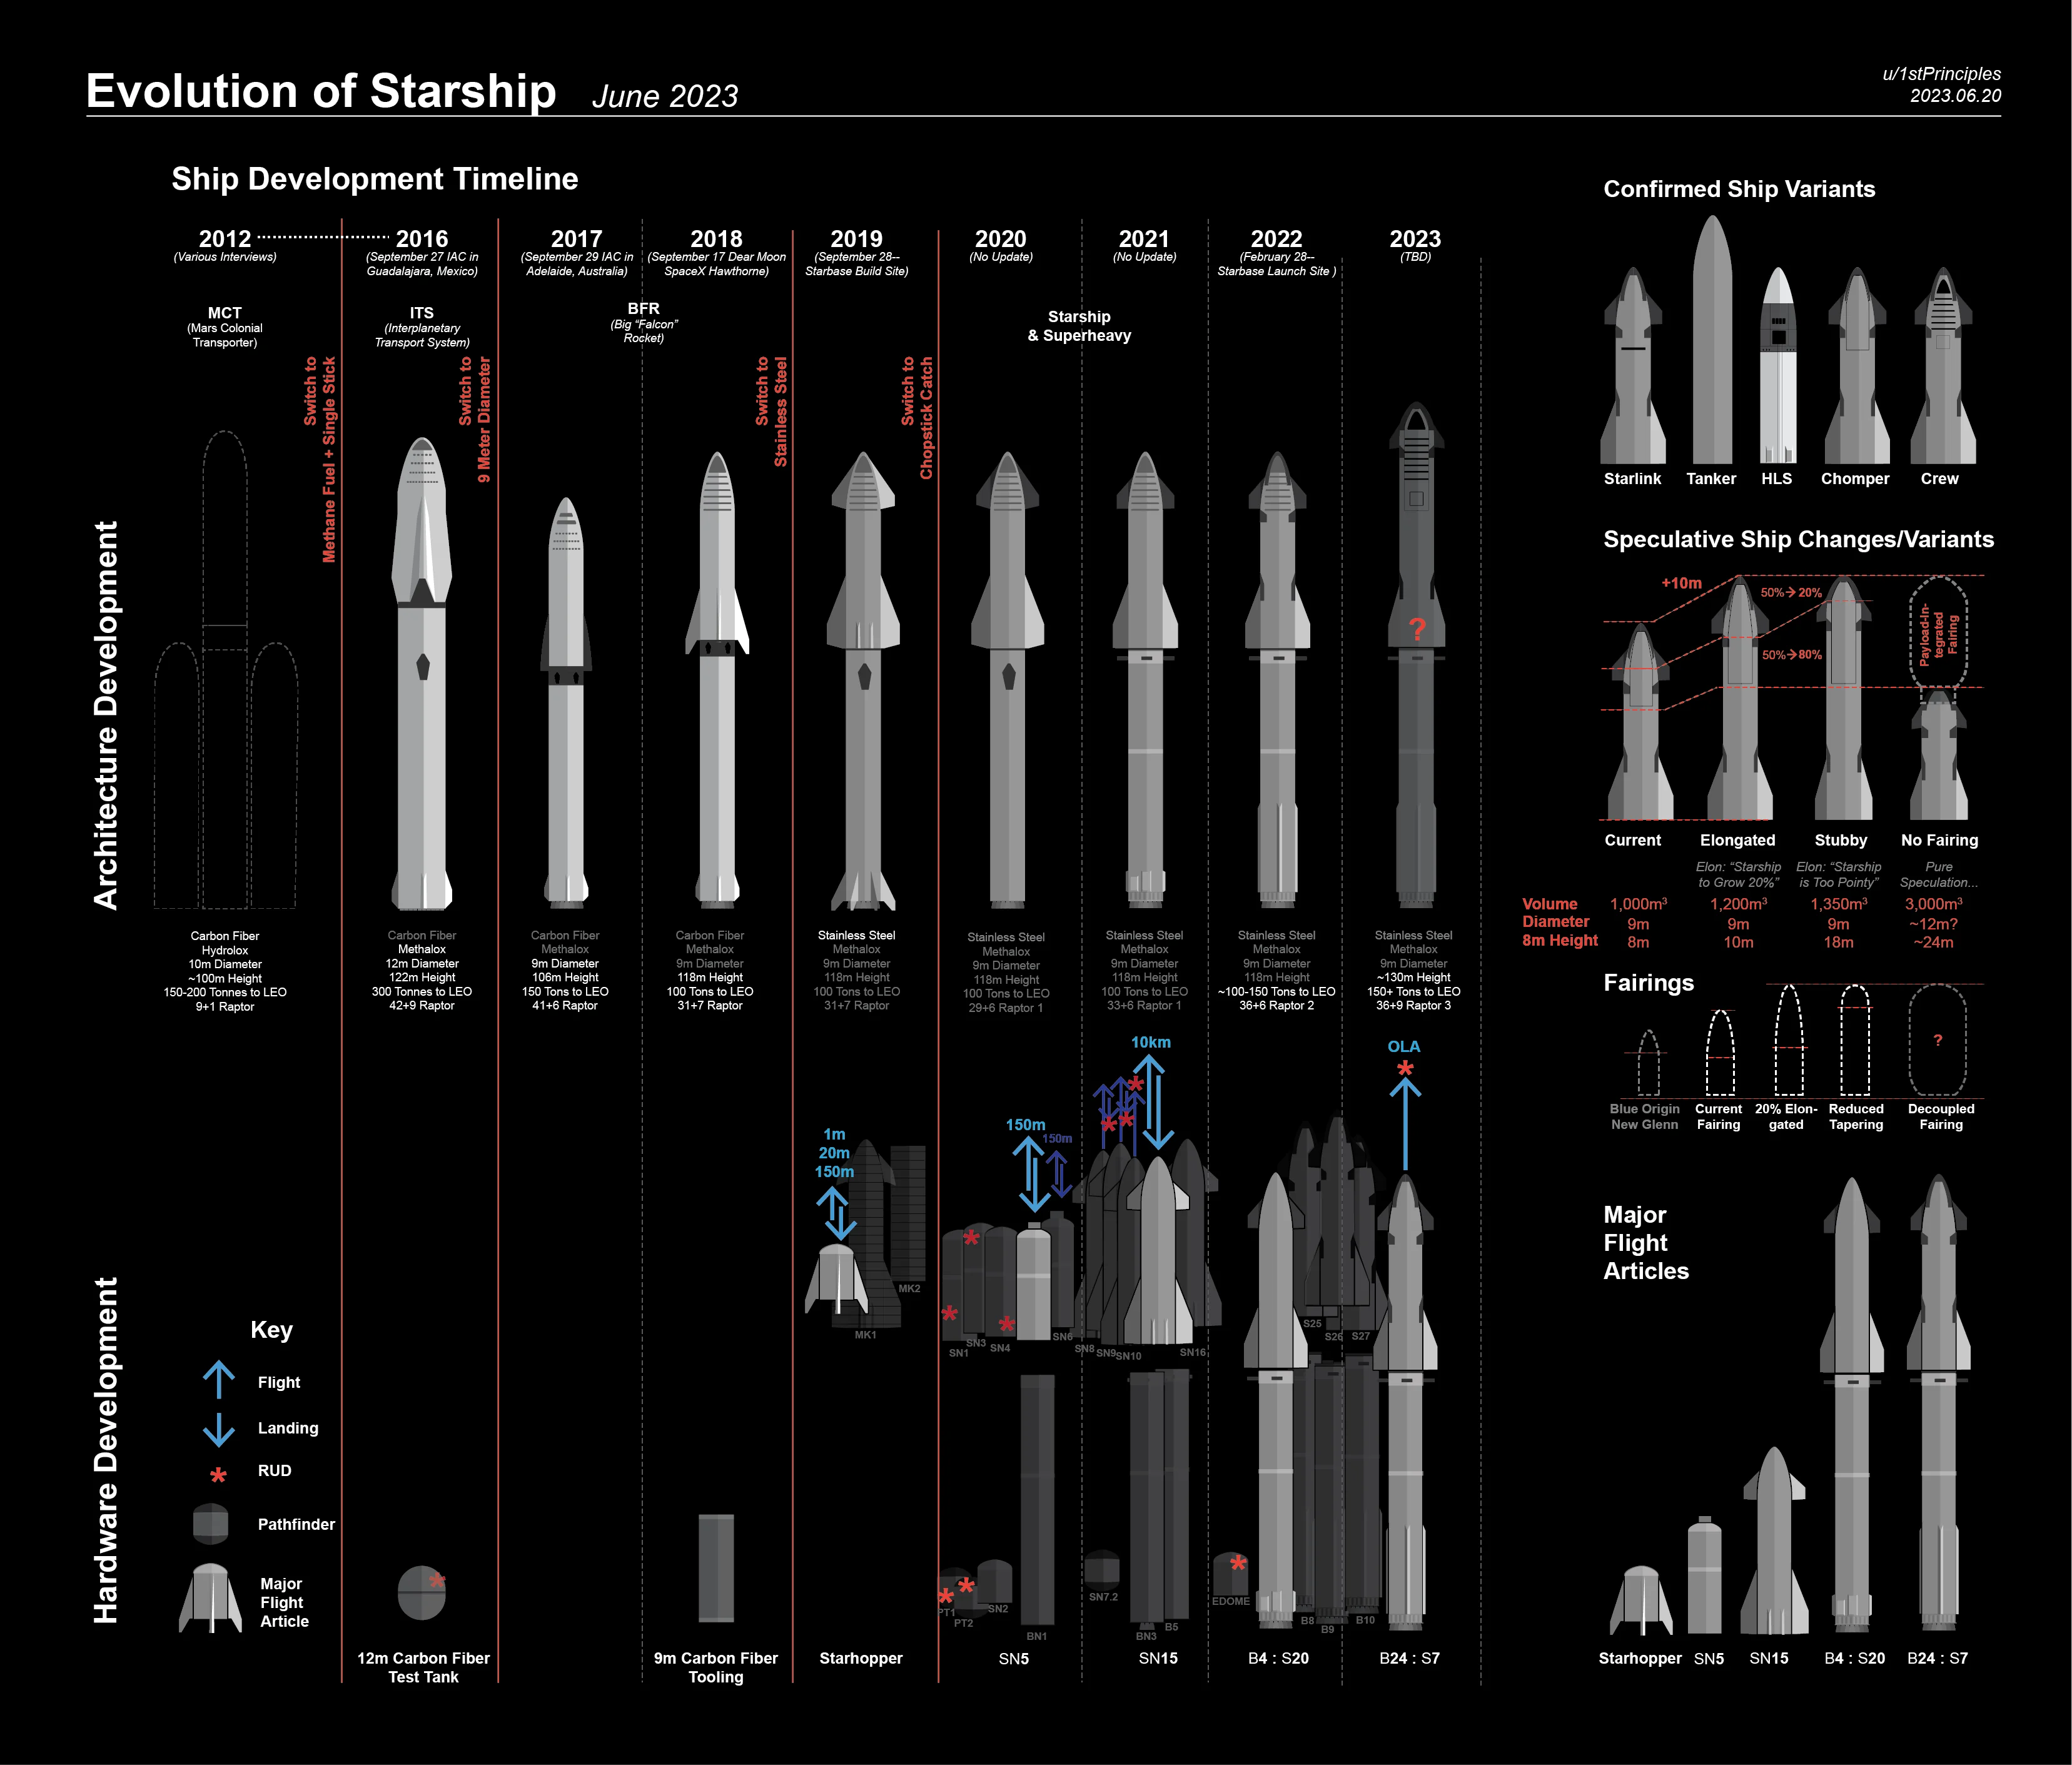 Evolution of Starship June 2023
u/1stPrinciples
2023.06.20
Ship Development Timeline
2012
(Various Interviews)
MCT
(Mars Colonial
Transporter)
Switch to
Methane Fuel + Single Stick
2016
(September 27 IAC in
Guadalajara, Mexico)
ITS
(Interplanetary
Transport System)
Switch to
9 Meter Diameter
2017
(September 29 IAC in
Adelaide, Australia)
2018
(September 17 Dear Moon
SpaceX Hawthorne)
BFR
(Big “Falcon”
Rocket)
Switch to
Stainless Steel
2019
(September 28--
Starbase Build Site)
Switch to
Chopstick Catch
2020
(No Update)
2021
(No Update)
Starship
& Superheavy
2022
(February 28--
Starbase Launch Site )
2023
(TBD)
?
Architecture Development
Carbon Fiber
Hydrolox
10m Diameter
~100m Height
150-200 Tonnes to LEO
9+1 Raptor
Carbon Fiber
Methalox
12m Diameter
122m Height
300 Tonnes to LEO
42+9 Raptor
Carbon Fiber
Methalox
9m Diameter
106m Height
150 Tons to LEO
41+6 Raptor
Carbon Fiber
Methalox
9m Diameter
118m Height
100 Tons to LEO
31+7 Raptor
Stainless Steel
Methalox
9m Diameter
118m Height
100 Tons to LEO
31+7 Raptor
Stainless Steel
Methalox
9m Diameter
118m Height
100 Tons to LEO
29+6 Raptor 1
Stainless Steel
Methalox
9m Diameter
118m Height
100 Tons to LEO
33+6 Raptor 1
Stainless Steel
Methalox
9m Diameter
118m Height
~100-150 Tons to LEO
36+6 Raptor 2
Stainless Steel
Methalox
9m Diameter
~130m Height
150+ Tons to LEO
36+9 Raptor 3
Hardware Development
Key
Flight
Landing
* RUD
Pathfinder
Major
Flight
Article
*
12m Carbon Fiber
Test Tank
9m Carbon Fiber
Tooling
1m
20m
150m
MK2
MK1
Starhopper
150m
150m
SN1
SN3
SN4
SN6
PT1
PT2
SN2
BN1
SN5
10km
SN8
SN9
SN10
SN16
SN7.2
BN3
B5
SN15
S25
S26
S27
EDOME
B8
B9
B10
B4 : S20
OLA
*
B24 : S7
Confirmed Ship Variants
Starlink
Tanker
HLS
Chomper
Crew
Speculative Ship Changes/Variants
+10m
50%→20%
50%→80%
Payload-In-
tegrated
Fairing
Current
Elongated
Stubby
No Fairing
Elon: “Starship
to Grow 20%”
Elon: “Starship
is Too Pointy”
Pure
Speculation...
Volume 1,000m³ 1,200m³ 1,350m³ 3,000m³
Diameter 9m 9m 9m ~12m?
8m Height 8m 10m 18m ~24m
Fairings
?
Blue Origin
New Glenn
Current
Fairing
20% Elon-
gated
Reduced
Tapering
Decoupled
Fairing
Major
Flight
Articles
Starhopper
SN5
SN15
B4 : S20
B24 : S7